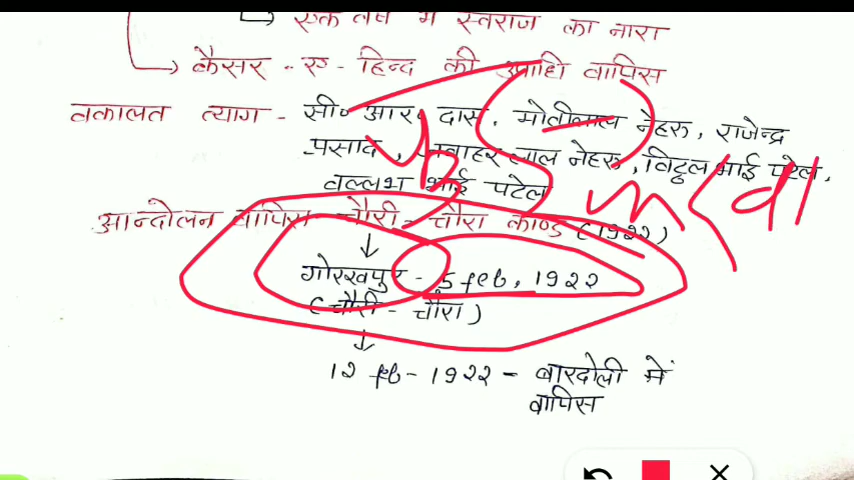 एक वर्ष में स्वराज का नारा
कैसर - ए - हिन्द की उपाधि वापिस
वकालत त्याग - सी॰ आर॰ दास, मोतीलाल नेहरू, राजेन्द्र
प्रसाद, जवाहर लाल नेहरू, विट्ठल भाई पटेल,
वल्लभ भाई पटेल
आन्दोलन वापिस - चौरी - चौरा काण्ड (1922)
गोरखपुर - 5 feb, 1922
(चौरी - चौरा)
12 feb - 1922 - बारदोली में
वापिस